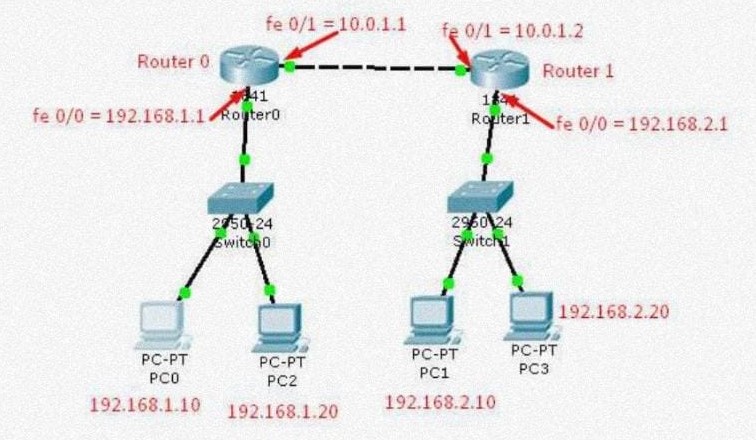 fe 0/1 = 10.0.1.1
fe 0/1 = 10.0.1.2
Router 0
Router 1
Router0
Router1
fe 0/0 = 192.168.1.1
fe 0/0 = 192.168.2.1
2950-24
Switch0
2950-24
Switch1
192.168.2.20
PC-PT
PC0
PC-PT
PC2
PC-PT
PC1
PC-PT
PC3
192.168.1.10
192.168.1.20
192.168.2.10